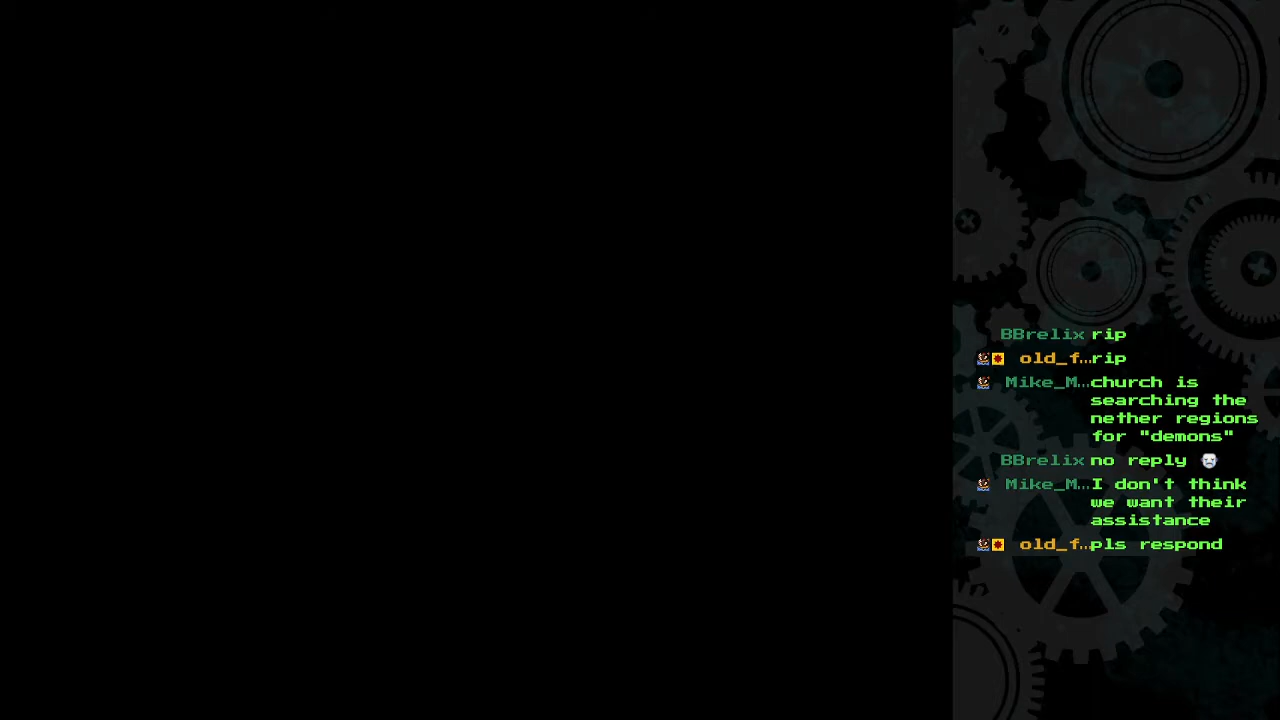 BBrelix rip
old_f...rip
Mike_M...church is
searching the
nether regions
for "demons"
BBrelix no reply
Mike_M...I don't think
we want their
assistance
old_f...pls respond